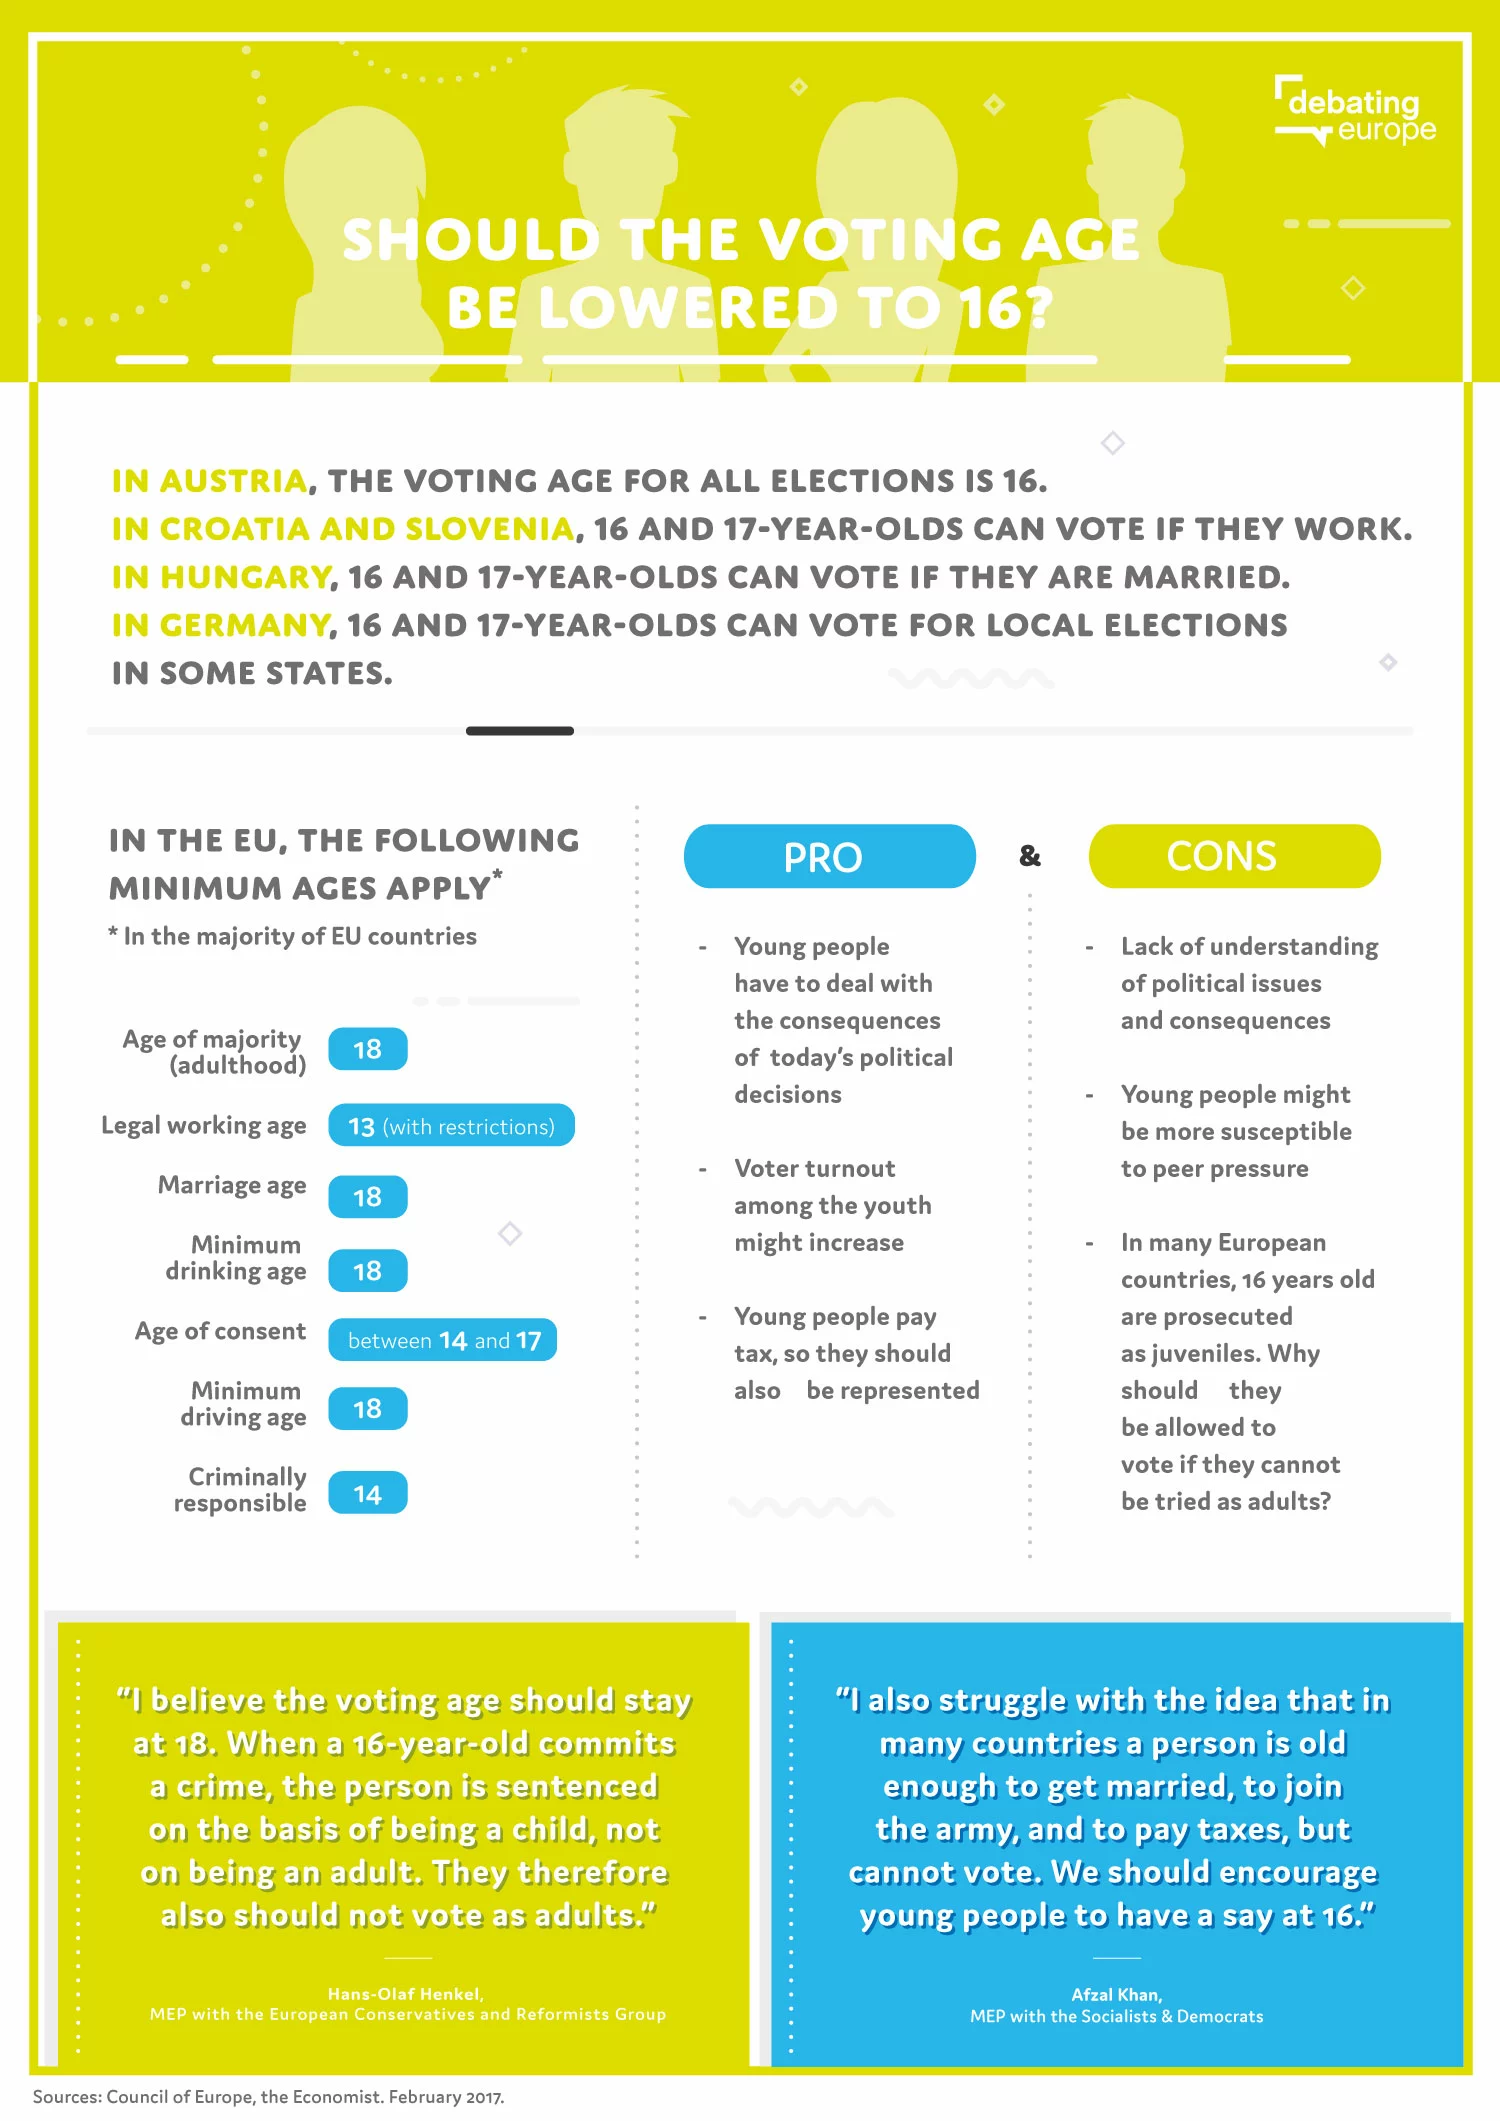 debating
europe
SHOULD THE VOTING AGE
BE LOWERED TO 16?
IN AUSTRIA, THE VOTING AGE FOR ALL ELECTIONS IS 16.
IN CROATIA AND SLOVENIA, 16 AND 17-YEAR-OLDS CAN VOTE IF THEY WORK.
IN HUNGARY, 16 AND 17-YEAR-OLDS CAN VOTE IF THEY ARE MARRIED.
IN GERMANY, 16 AND 17-YEAR-OLDS CAN VOTE FOR LOCAL ELECTIONS
IN SOME STATES.
IN THE EU, THE FOLLOWING
MINIMUM AGES APPLY*
* In the majority of EU countries
Age of majority
(adulthood)
18
Legal working age
13 (with restrictions)
Marriage age
18
Minimum
drinking age
18
Age of consent
between 14 and 17
Minimum
driving age
18
Criminally
responsible
14
PRO & CONS
- Young people
have to deal with
the consequences
of today's political
decisions
- Voter turnout
among the youth
might increase
- Young people pay
tax, so they should
also be represented
- Lack of understanding
of political issues
and consequences
- Young people might
be more susceptible
to peer pressure
- In many European
countries, 16 years old
are prosecuted
as juveniles. Why
should they
be allowed to
vote if they cannot
be tried as adults?
"I believe the voting age should stay
at 18. When a 16-year-old commits
a crime, the person is sentenced
on the basis of being a child, not
on being an adult. They therefore
also should not vote as adults."
Hans-Olaf Henkel,
MEP with the European Conservatives and Reformists Group
"I also struggle with the idea that in
many countries a person is old
enough to get married, to join
the army, and to pay taxes, but
cannot vote. We should encourage
young people to have a say at 16."
Afzal Khan,
MEP with the Socialists & Democrats
Sources: Council of Europe, the Economist. February 2017.